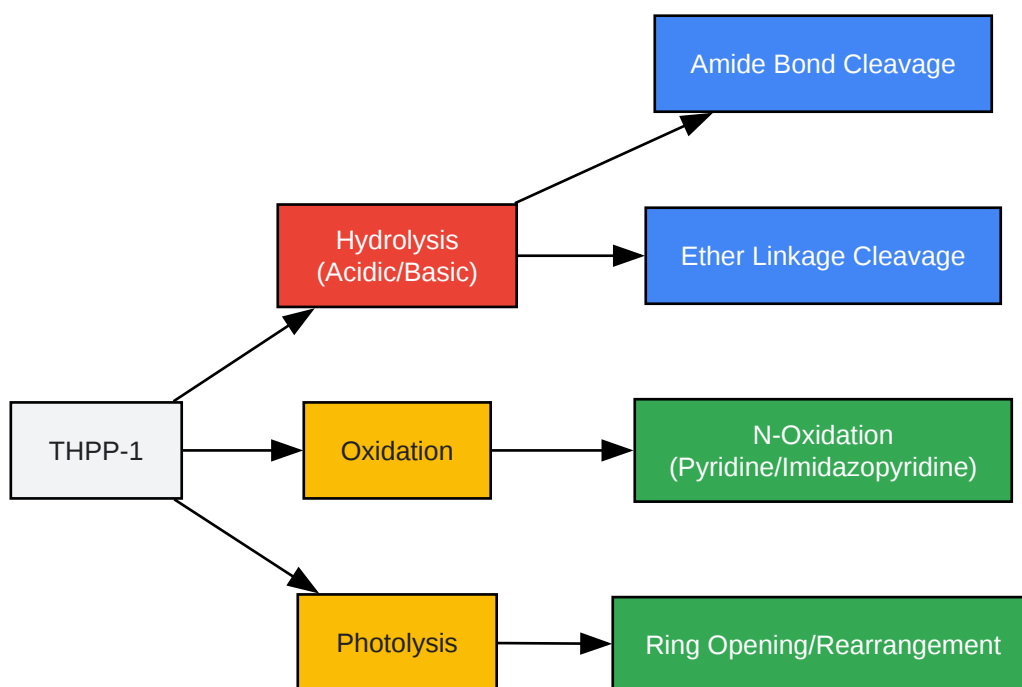 Amide Bond Cleavage
Hydrolysis
(Acidic/Basic)
Ether Linkage Cleavage
THPP-1
Oxidation
N-Oxidation
(Pyridine/Imidazopyridine)
Photolysis
Ring Opening/Rearrangement